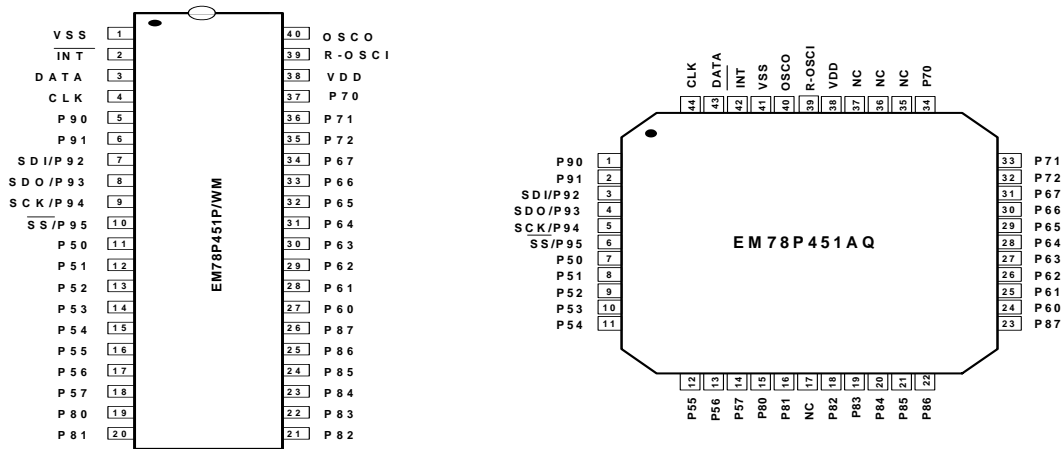 VSS 1
INT 2
DATA 3
CLK 4
P90 5
P91 6
SDI/P92 7
SDO/P93 8
SCK/P94 9
SS/P95 10
P50 11
P51 12
P52 13
P53 14
P54 15
P55 16
P56 17
P57 18
P80 19
P81 20
EM78P451P/WM
40 OSCO
39 R-OSCI
38 VDD
37 P70
36 P71
35 P72
34 P67
33 P66
32 P65
31 P64
30 P63
29 P62
28 P61
27 P60
26 P87
25 P86
24 P85
23 P84
22 P83
21 P82
CLK DATA INT VSS OSCO R-OSCI VDD NC NC NC P70
44 43 42 41 40 39 38 37 36 35 34
P90 1
P91 2
SDI/P92 3
SDO/P93 4
SCK/P94 5
SS/P95 6
P50 7
P51 8
P52 9
P53 10
P54 11
EM78P451AQ
33 P71
32 P72
31 P67
30 P66
29 P65
28 P64
27 P63
26 P62
25 P61
24 P60
23 P87
12 13 14 15 16 17 18 19 20 21 22
P55 P56 P57 P80 P81 NC P82 P83 P84 P85 P86